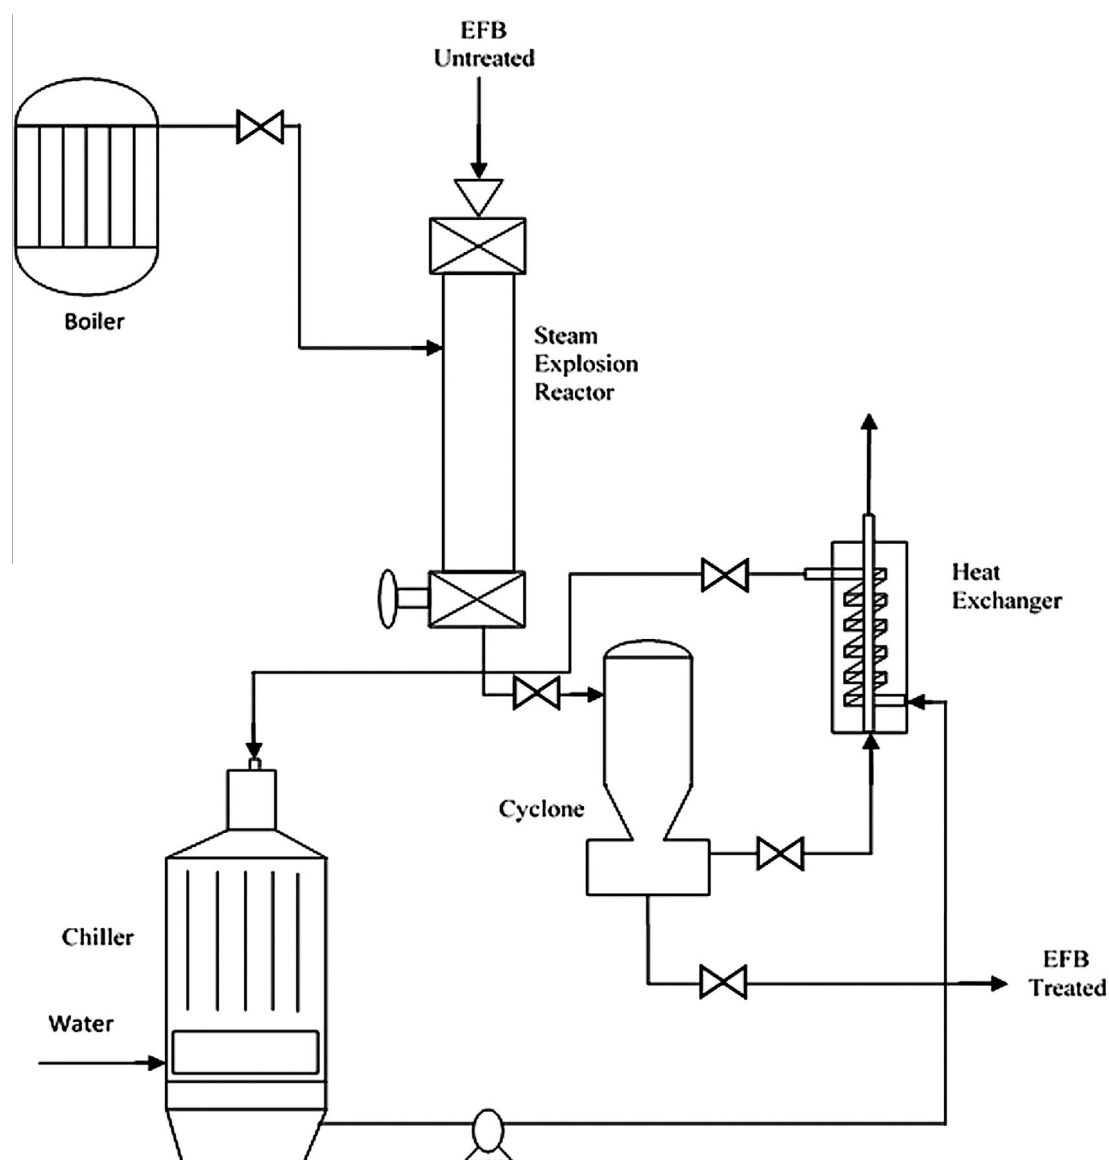 EFB
Untreated
Boiler
Steam
Explosion
Reactor
Heat
Exchanger
Cyclone
Chiller
EFB
Treated
Water